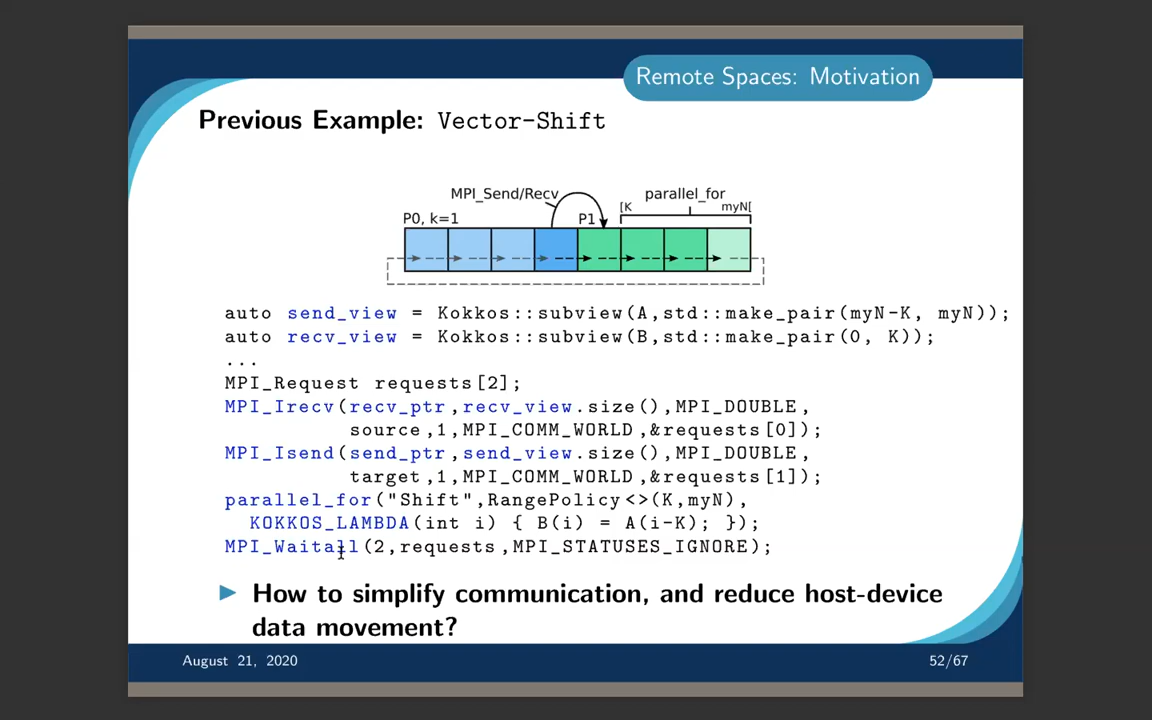 Remote Spaces: Motivation
Previous Example: Vector-Shift
MPI_Send/Recv
parallel_for
[K
myN[
P0, k=1
P1
auto send_view = Kokkos::subview(A,std::make_pair(myN-K, myN));
auto recv_view = Kokkos::subview(B,std::make_pair(0, K));
...
MPI_Request requests[2];
MPI_Irecv(recv_ptr,recv_view.size(),MPI_DOUBLE,
source,1,MPI_COMM_WORLD,&requests[0]);
MPI_Isend(send_ptr,send_view.size(),MPI_DOUBLE,
target,1,MPI_COMM_WORLD,&requests[1]);
parallel_for("Shift",RangePolicy<>(K,myN),
KOKKOS_LAMBDA(int i) { B(i) = A(i-K); });
MPI_Waitall(2,requests,MPI_STATUSES_IGNORE);
How to simplify communication, and reduce host-device
data movement?
August 21, 2020
52/67